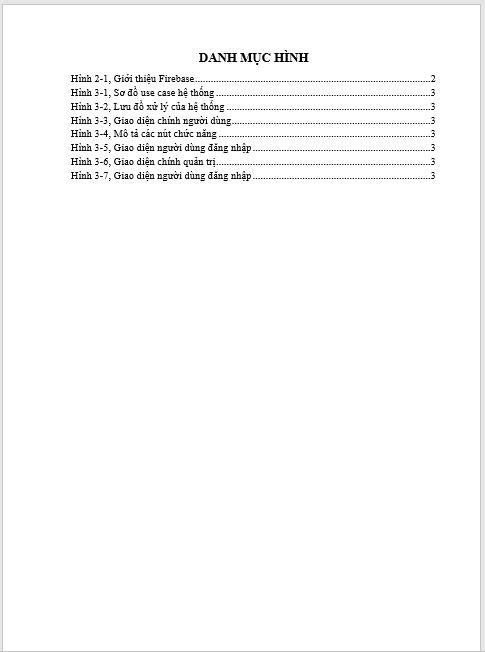 DANH MỤC HÌNH
Hình 2-1, Giới thiệu Firebase........2
Hình 3-1, Sơ đồ use case hệ thống........3
Hình 3-2, Lưu đồ xử lý của hệ thống........3
Hình 3-3, Giao diện chính người dùng........3
Hình 3-4, Mô tả các nút chức năng........3
Hình 3-5, Giao diện người dùng đăng nhập........3
Hình 3-6, Giao diện chính quản trị........3
Hình 3-7, Giao diện người dùng đăng nhập........3